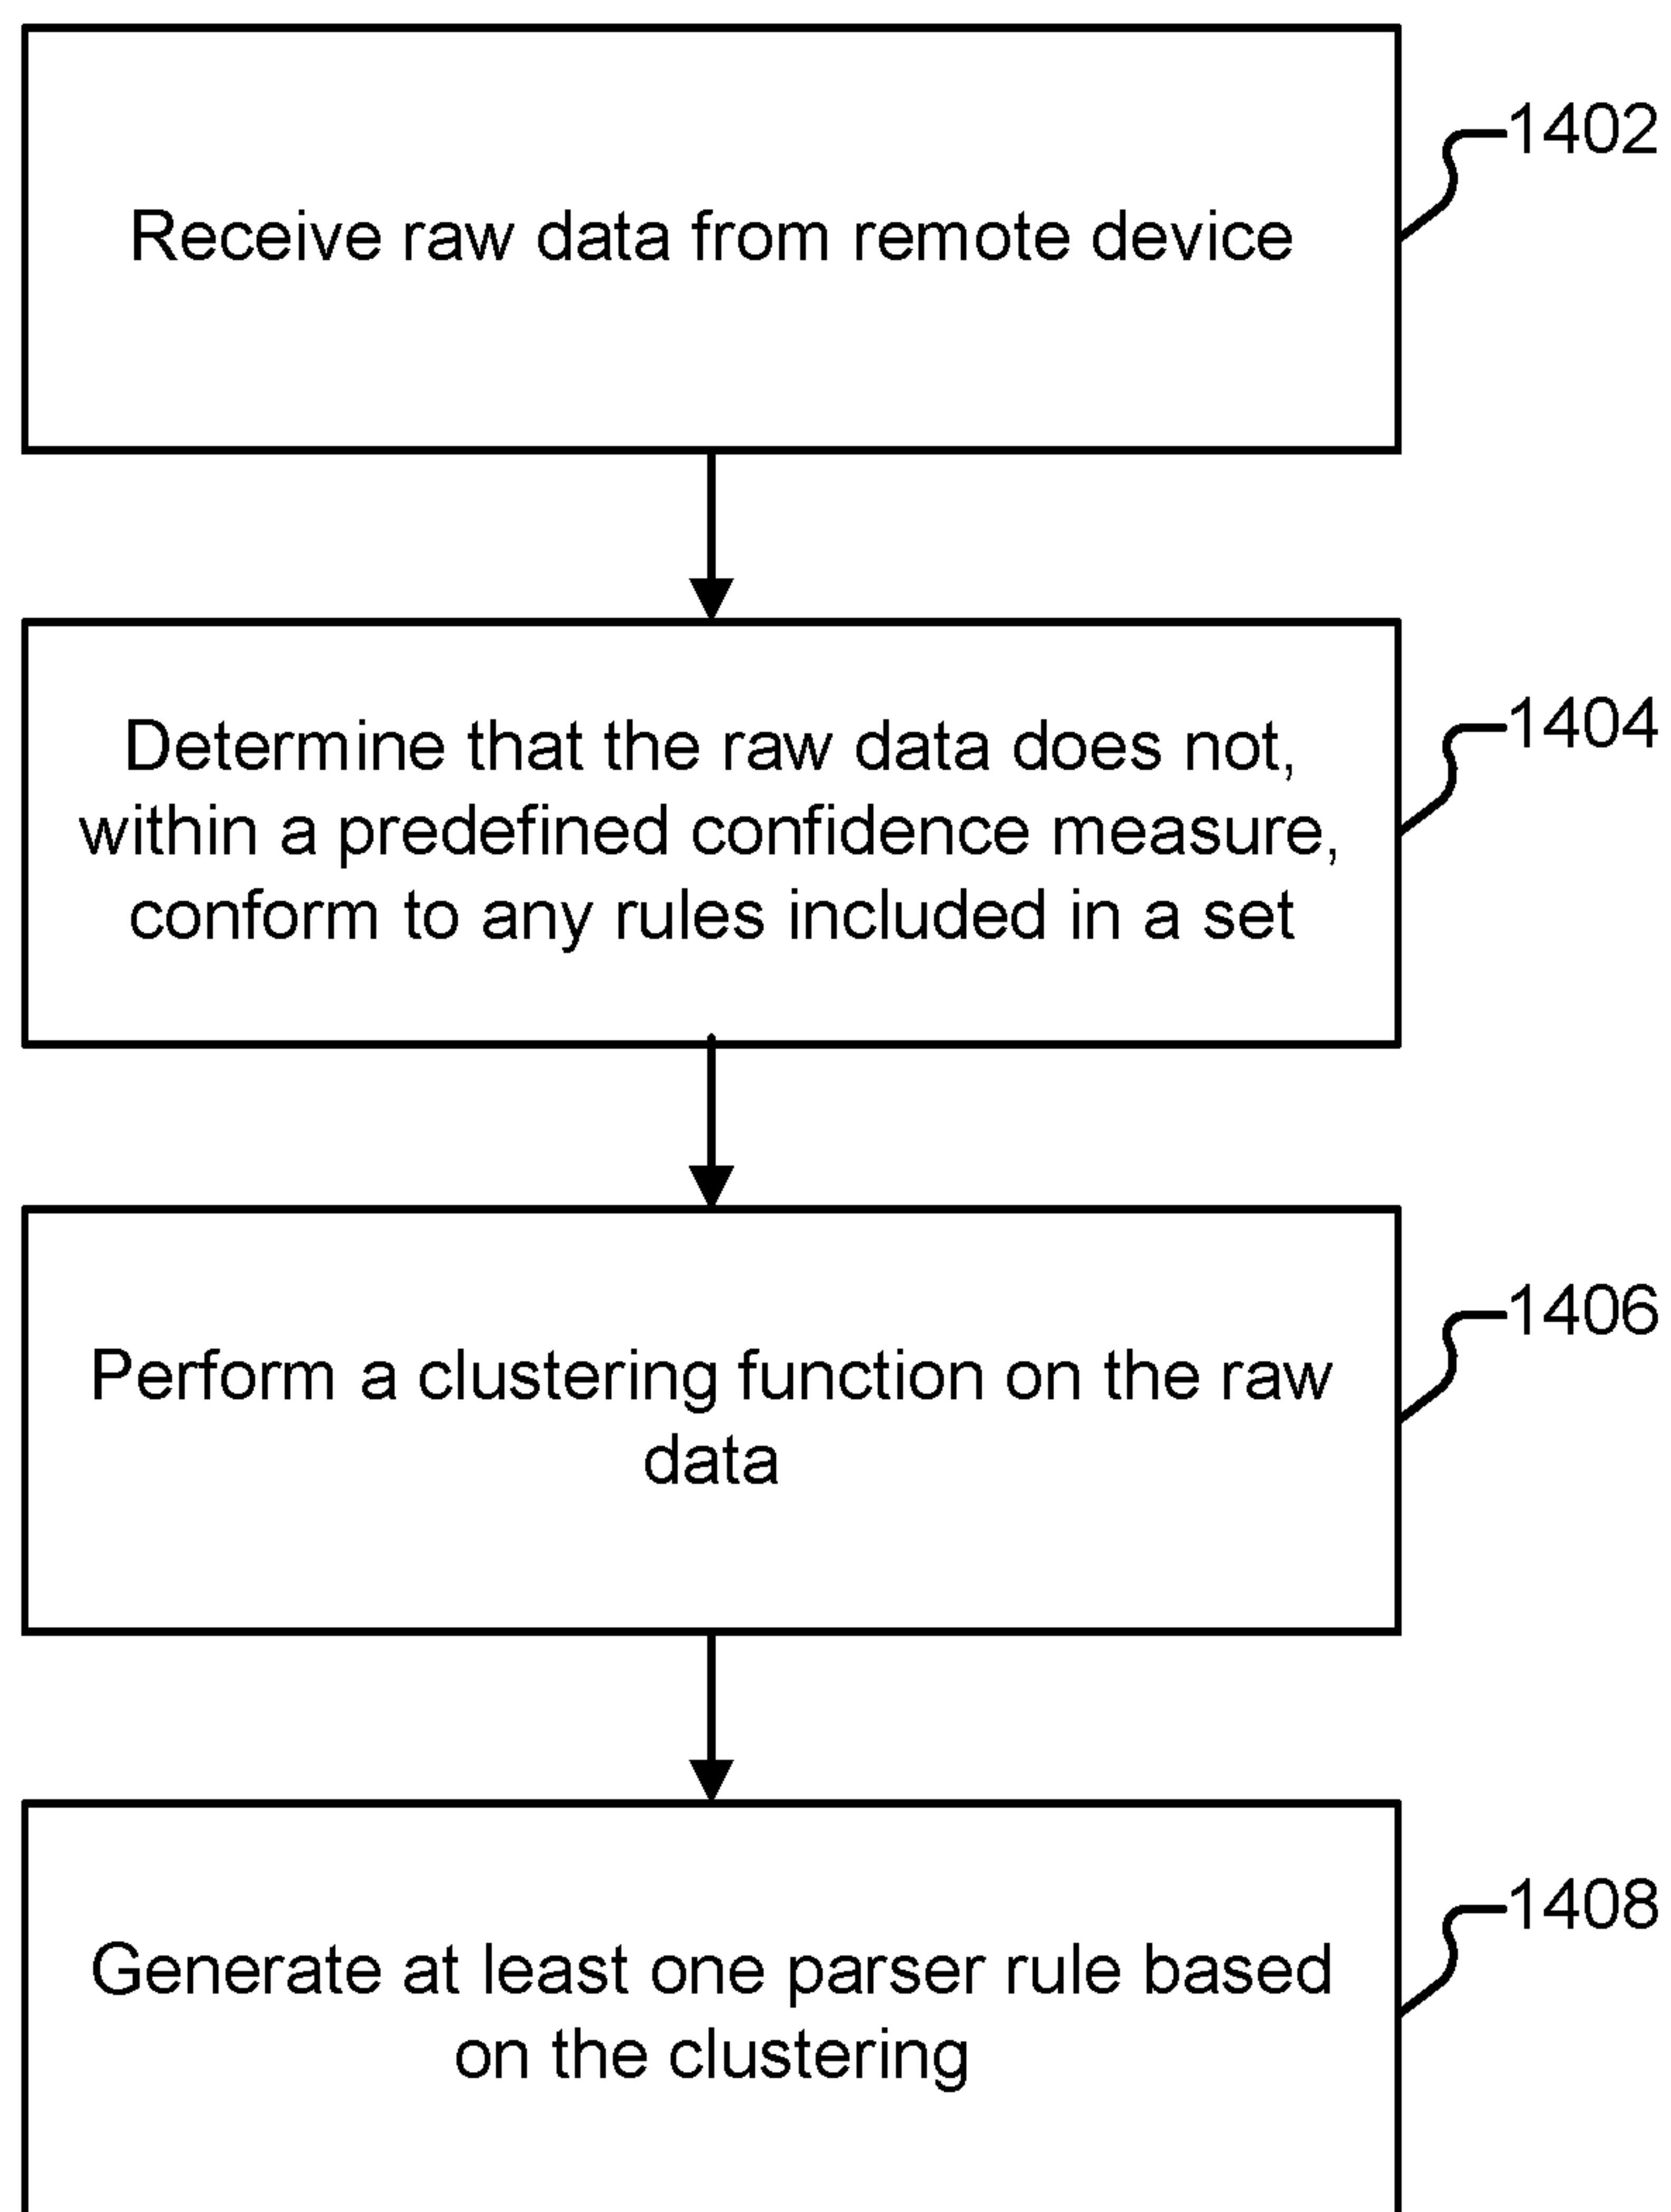 Receive raw data from remote device
1402
Determine that the raw data does not,
within a predefined confidence measure,
conform to any rules included in a set
1404
Perform a clustering function on the raw
data
1406
Generate at least one parser rule based
on the clustering
1408